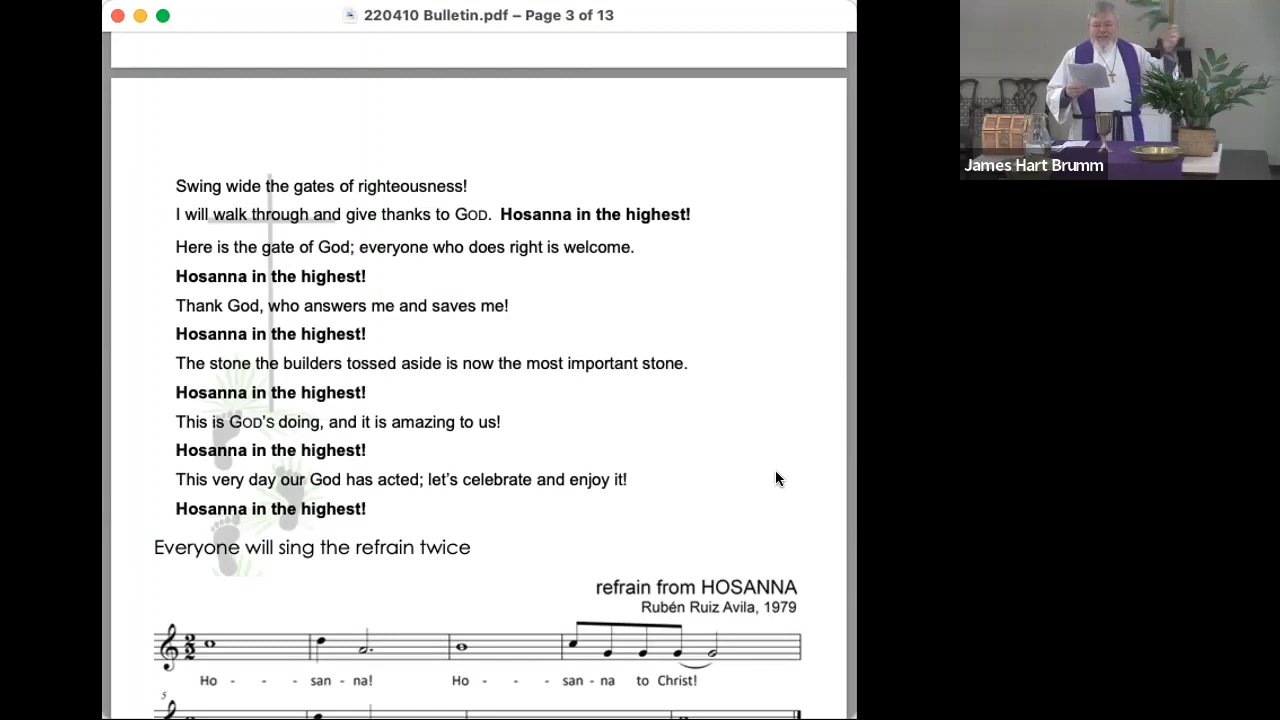 220410 Bulletin.pdf – Page 3 of 13
James Hart Brumm
Swing wide the gates of righteousness!
I will walk through and give thanks to GOD. Hosanna in the highest!
Here is the gate of God; everyone who does right is welcome.
Hosanna in the highest!
Thank God, who answers me and saves me!
Hosanna in the highest!
The stone the builders tossed aside is now the most important stone.
Hosanna in the highest!
This is GOD's doing, and it is amazing to us!
Hosanna in the highest!
This very day our God has acted; let's celebrate and enjoy it!
Hosanna in the highest!
Everyone will sing the refrain twice
refrain from HOSANNA
Rubén Ruiz Avila, 1979
2
2
Ho - - - san - na! Ho - - - san - na to Christ!
5